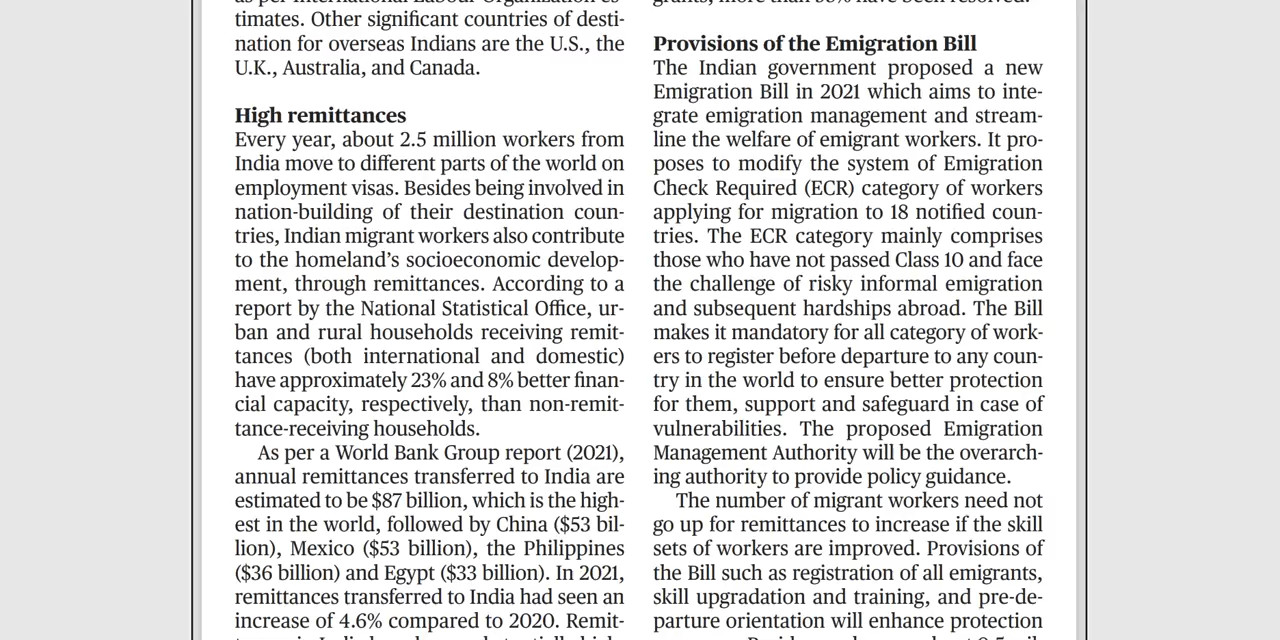 timates. Other significant countries of desti-
nation for overseas Indians are the U.S., the
U.K., Australia, and Canada.
High remittances
Every year, about 2.5 million workers from
India move to different parts of the world on
employment visas. Besides being involved in
nation-building of their destination coun-
tries, Indian migrant workers also contribute
to the homeland’s socioeconomic develop-
ment, through remittances. According to a
report by the National Statistical Office, ur-
ban and rural households receiving remit-
tances (both international and domestic)
have approximately 23% and 8% better finan-
cial capacity, respectively, than non-remit-
tance-receiving households.
As per a World Bank Group report (2021),
annual remittances transferred to India are
estimated to be $87 billion, which is the high-
est in the world, followed by China ($53 bil-
lion), Mexico ($53 billion), the Philippines
($36 billion) and Egypt ($33 billion). In 2021,
remittances transferred to India had seen an
increase of 4.6% compared to 2020. Remit-
Provisions of the Emigration Bill
The Indian government proposed a new
Emigration Bill in 2021 which aims to inte-
grate emigration management and stream-
line the welfare of emigrant workers. It pro-
poses to modify the system of Emigration
Check Required (ECR) category of workers
applying for migration to 18 notified coun-
tries. The ECR category mainly comprises
those who have not passed Class 10 and face
the challenge of risky informal emigration
and subsequent hardships abroad. The Bill
makes it mandatory for all category of work-
ers to register before departure to any coun-
try in the world to ensure better protection
for them, support and safeguard in case of
vulnerabilities. The proposed Emigration
Management Authority will be the overarch-
ing authority to provide policy guidance.
The number of migrant workers need not
go up for remittances to increase if the skill
sets of workers are improved. Provisions of
the Bill such as registration of all emigrants,
skill upgradation and training, and pre-de-
parture orientation will enhance protection